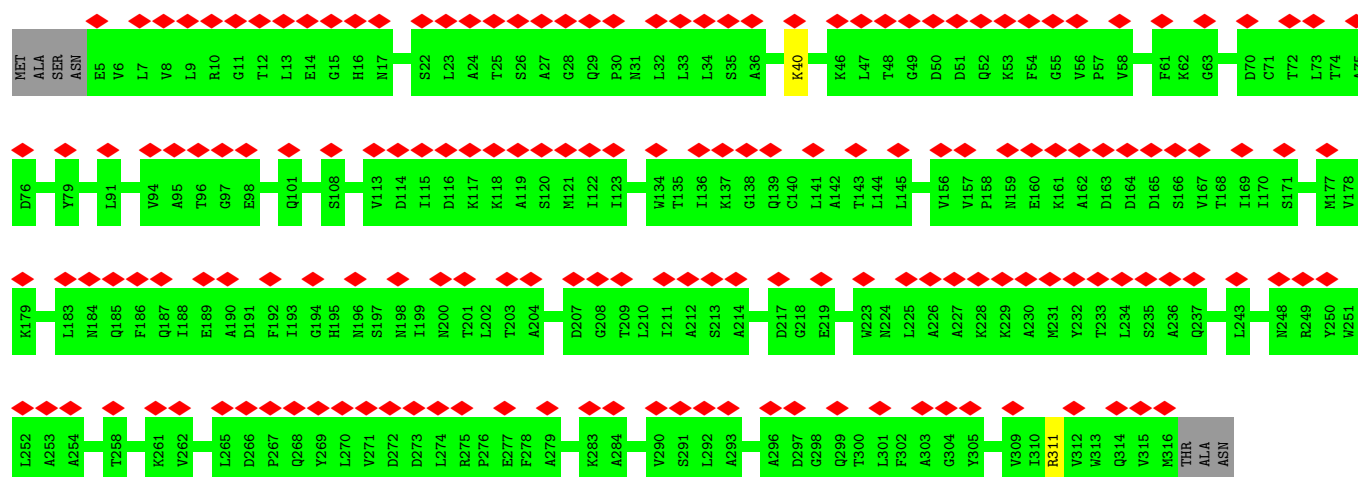 MET ALA SER ASN E5 V6 L7 V8 L9 R10 G11 T12 L13 E14 G15 H16 N17 S22 L23 A24 T25 S26 A27 G28 Q29 P30 N31 L32 L33 L34 S35 A36 K40 K46 L47 T48 G49 D50 D51 Q52 K53 F54 G55 V56 P57 V58 F61 K62 G63 D70 C71 T72 L73 T74 A75
D76 Y79 L91 V94 A95 T96 G97 E98 Q101 S108 V113 D114 I115 D116 K117 K118 A119 S120 M121 I122 I123 W134 T135 I136 K137 G138 Q139 C140 L141 A142 T143 L144 L145 V156 V157 P158 N159 E160 K161 A162 D163 D164 D165 S166 V167 T168 I169 I170 S171 M177 V178
K179 L183 N184 Q185 F186 Q187 I188 E189 A190 D191 F192 I193 G194 H195 N196 S197 N198 I199 N200 T201 L202 T203 A204 D207 G208 T209 L210 I211 A212 S213 A214 D217 G218 E219 W223 N224 L225 A226 A227 K228 K229 A230 M231 Y232 T233 L234 S235 A236 Q237 L243 N248 R249 Y250 W251
L252 A253 A254 T258 K261 V262 L265 D266 P267 Q268 Y269 L270 V271 D272 D273 L274 R275 P276 E277 F278 A279 K283 A284 V290 S291 L292 A293 A296 D297 G298 Q299 T300 L301 F302 A303 G304 Y305 V309 I310 R311 V312 W313 Q314 V315 M316 THR ALA ASN